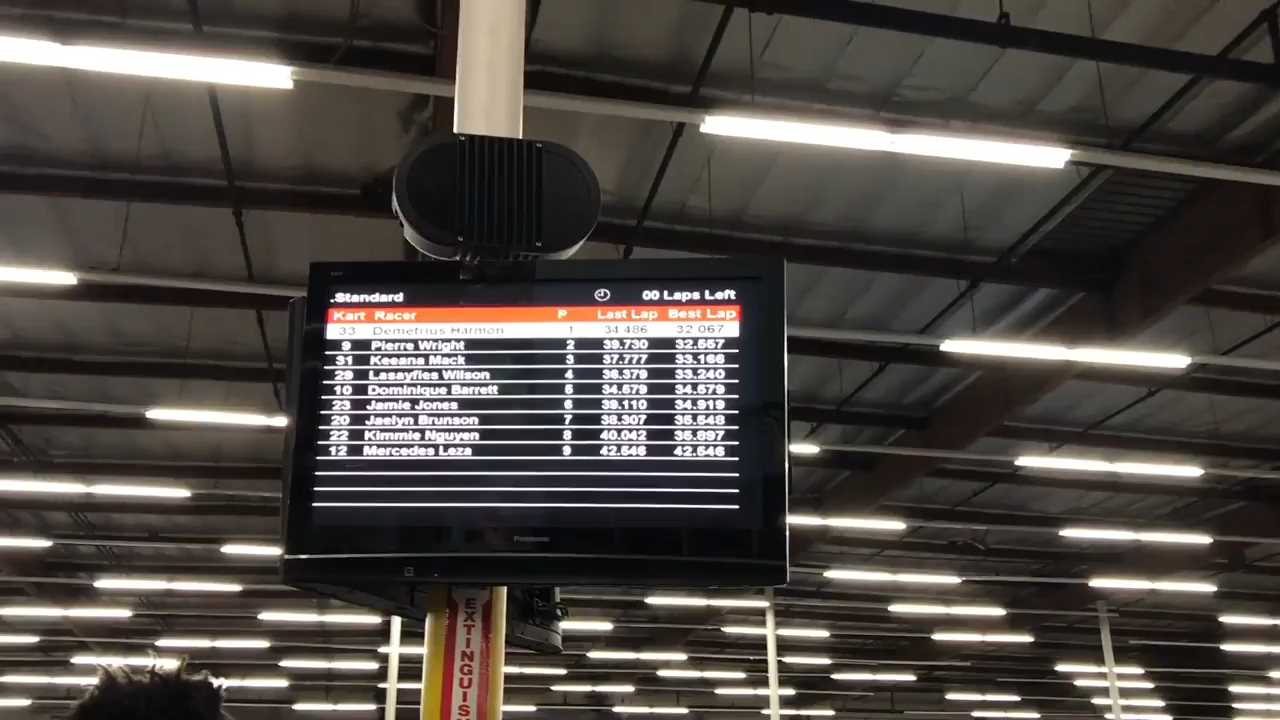 .Standard 00 Laps Left
Kart Racer P Last Lap Best Lap
33 Demetrius Harmon 1 34.486 32.067
9 Pierre Wright 2 39.730 32.557
31 Keeana Mack 3 37.777 33.166
29 Lasayfies Wilson 4 36.379 33.240
10 Dominique Barrett 5 34.579 34.579
23 Jamie Jones 6 39.110 34.919
20 Jaelyn Brunson 7 38.307 35.548
22 Kimmie Nguyen 8 40.042 35.897
12 Mercedes Leza 9 42.546 42.546
Panasonic
EXTINGUIS